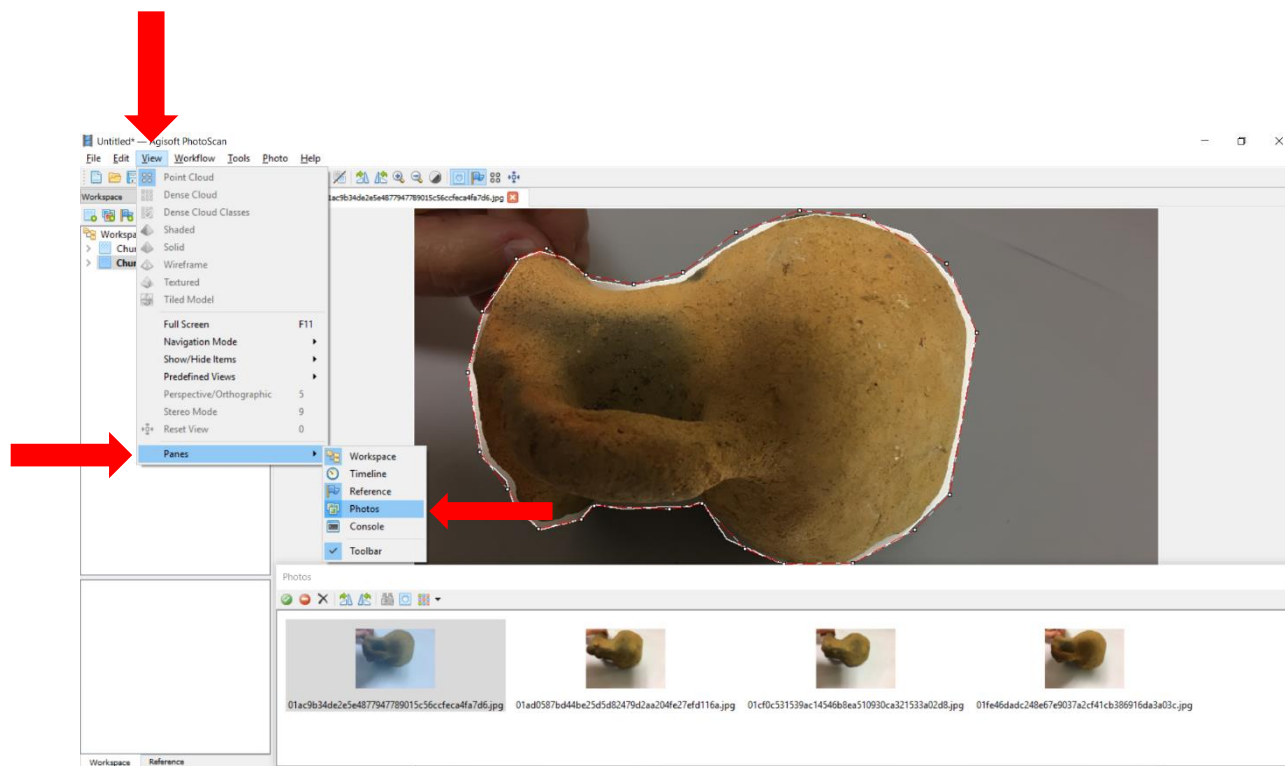 Untitled* — Agisoft PhotoScan
File Edit View Workflow Tools Photo Help
Point Cloud
Workspace
Dense Cloud
1ac9b34de2e5e4877947789015c56ccfeca4fa7d6.jpg
Dense Cloud Classes
Shaded
Workspa
Solid
Chur
Wireframe
Chur
Textured
Tiled Model
Full Screen F11
Navigation Mode
Show/Hide Items
Predefined Views
Perspective/Orthographic 5
Stereo Mode 9
Reset View 0
Panes
Workspace
Timeline
Reference
Photos
Console
Toolbar
Photos
01ac9b34de2e5e4877947789015c56ccfeca4fa7d6.jpg
01ad0587bd44be25d5d82479d2aa204fe27efd116a.jpg
01cf0c531539ac14546b8ea510930ca321533a02d8.jpg
01fe46dadc248e67e9037a2cf41cb386916da3a03c.jpg
Workspace Reference